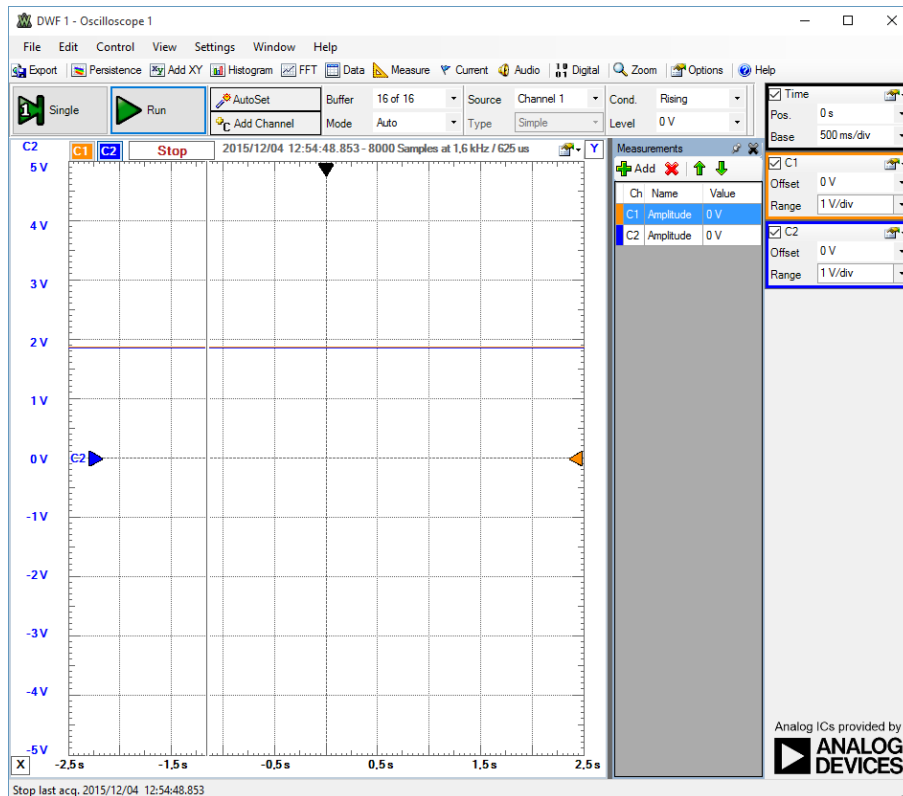 DWF 1 - Oscilloscope 1
File Edit Control View Settings Window Help
Export Persistence Add XY Histogram FFT Data Measure Current Audio Digital Zoom Options Help
Single Run AutoSet Buffer 16 of 16 Source Channel 1 Cond. Rising
Add Channel Mode Auto Type Simple Level 0 V
Time
Pos. 0 s
Base 500 ms/div
C1
Offset 0 V
Range 1 V/div
C2
Offset 0 V
Range 1 V/div
C2 C1 C2 Stop 2015/12/04 12:54:48.853 - 8000 Samples at 1,6 kHz / 625 us Y
5 V
4 V
3 V
2 V
1 V
0 V
-1 V
-2 V
-3 V
-4 V
-5 V
C2
X -2,5 s -1,5 s -0,5 s 0,5 s 1,5 s 2,5 s
Measurements
Add
Ch Name Value
C1 Amplitude 0 V
C2 Amplitude 0 V
Analog ICs provided by
ANALOG
DEVICES
Stop last acq. 2015/12/04 12:54:48.853